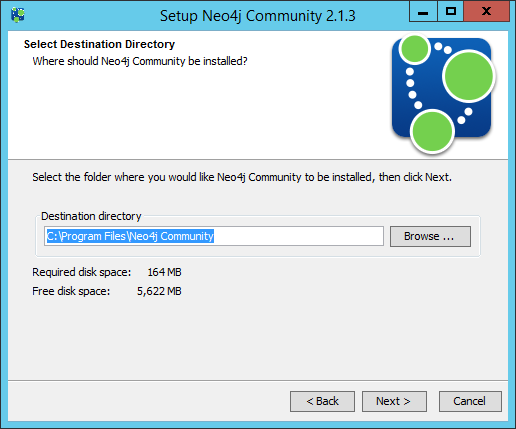 Setup Neo4j Community 2.1.3
Select Destination Directory
Where should Neo4j Community be installed?
Select the folder where you would like Neo4j Community to be installed, then click Next.
Destination directory
C:\Program Files\Neo4j Community
Browse ...
Required disk space: 164 MB
Free disk space: 5,622 MB
< Back Next > Cancel